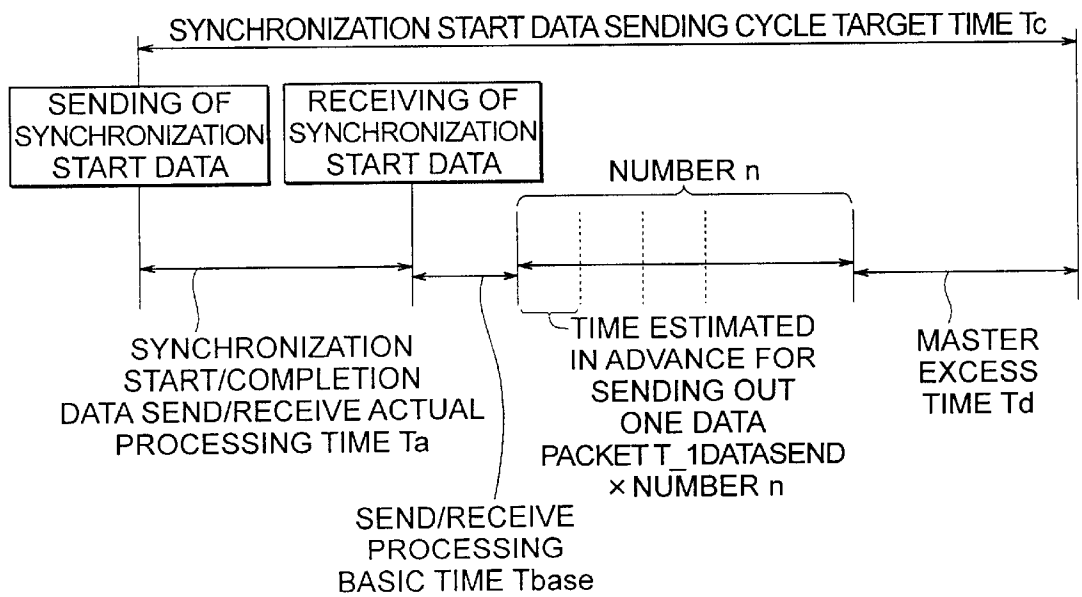 SYNCHRONIZATION START DATA SENDING CYCLE TARGET TIME Tc
SENDING OF
SYNCHRONIZATION
START DATA
RECEIVING OF
SYNCHRONIZATION
START DATA
NUMBER n
SYNCHRONIZATION
START/COMPLETION
DATA SEND/RECEIVE ACTUAL
PROCESSING TIME Ta
SEND/RECEIVE
PROCESSING
BASIC TIME Tbase
TIME ESTIMATED
IN ADVANCE FOR
SENDING OUT
ONE DATA
PACKET T_1DATASEND
× NUMBER n
MASTER
EXCESS
TIME Td